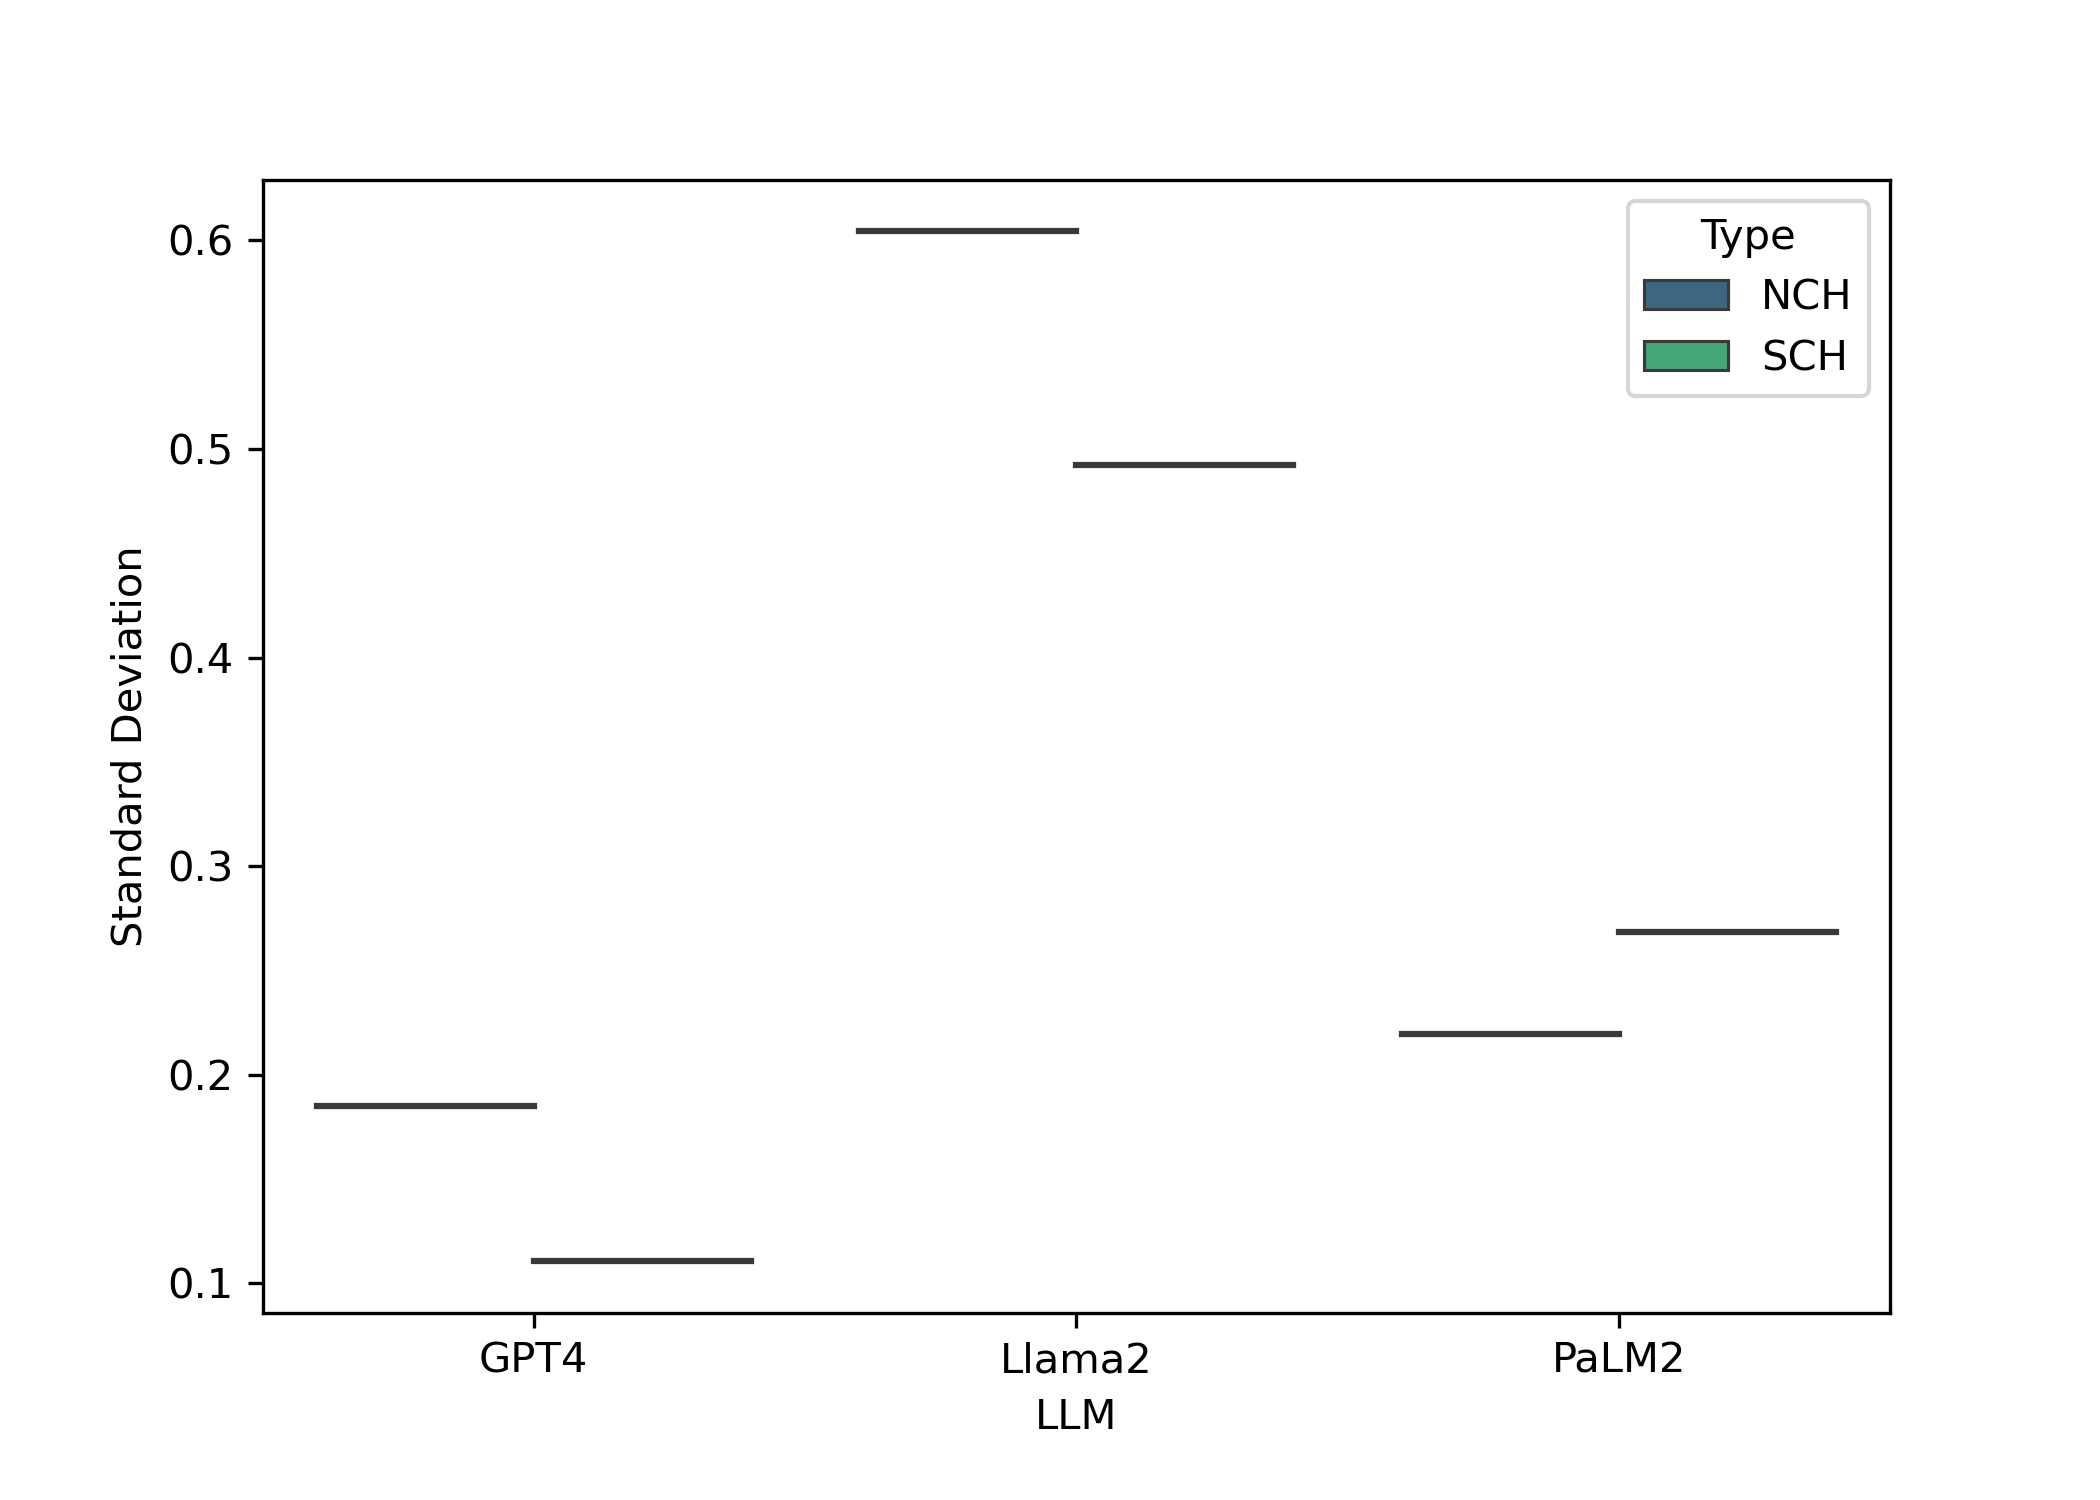 Type
NCH
SCH
Standard Deviation
0.6
0.5
0.4
0.3
0.2
0.1
GPT4
Llama2
PaLM2
LLM